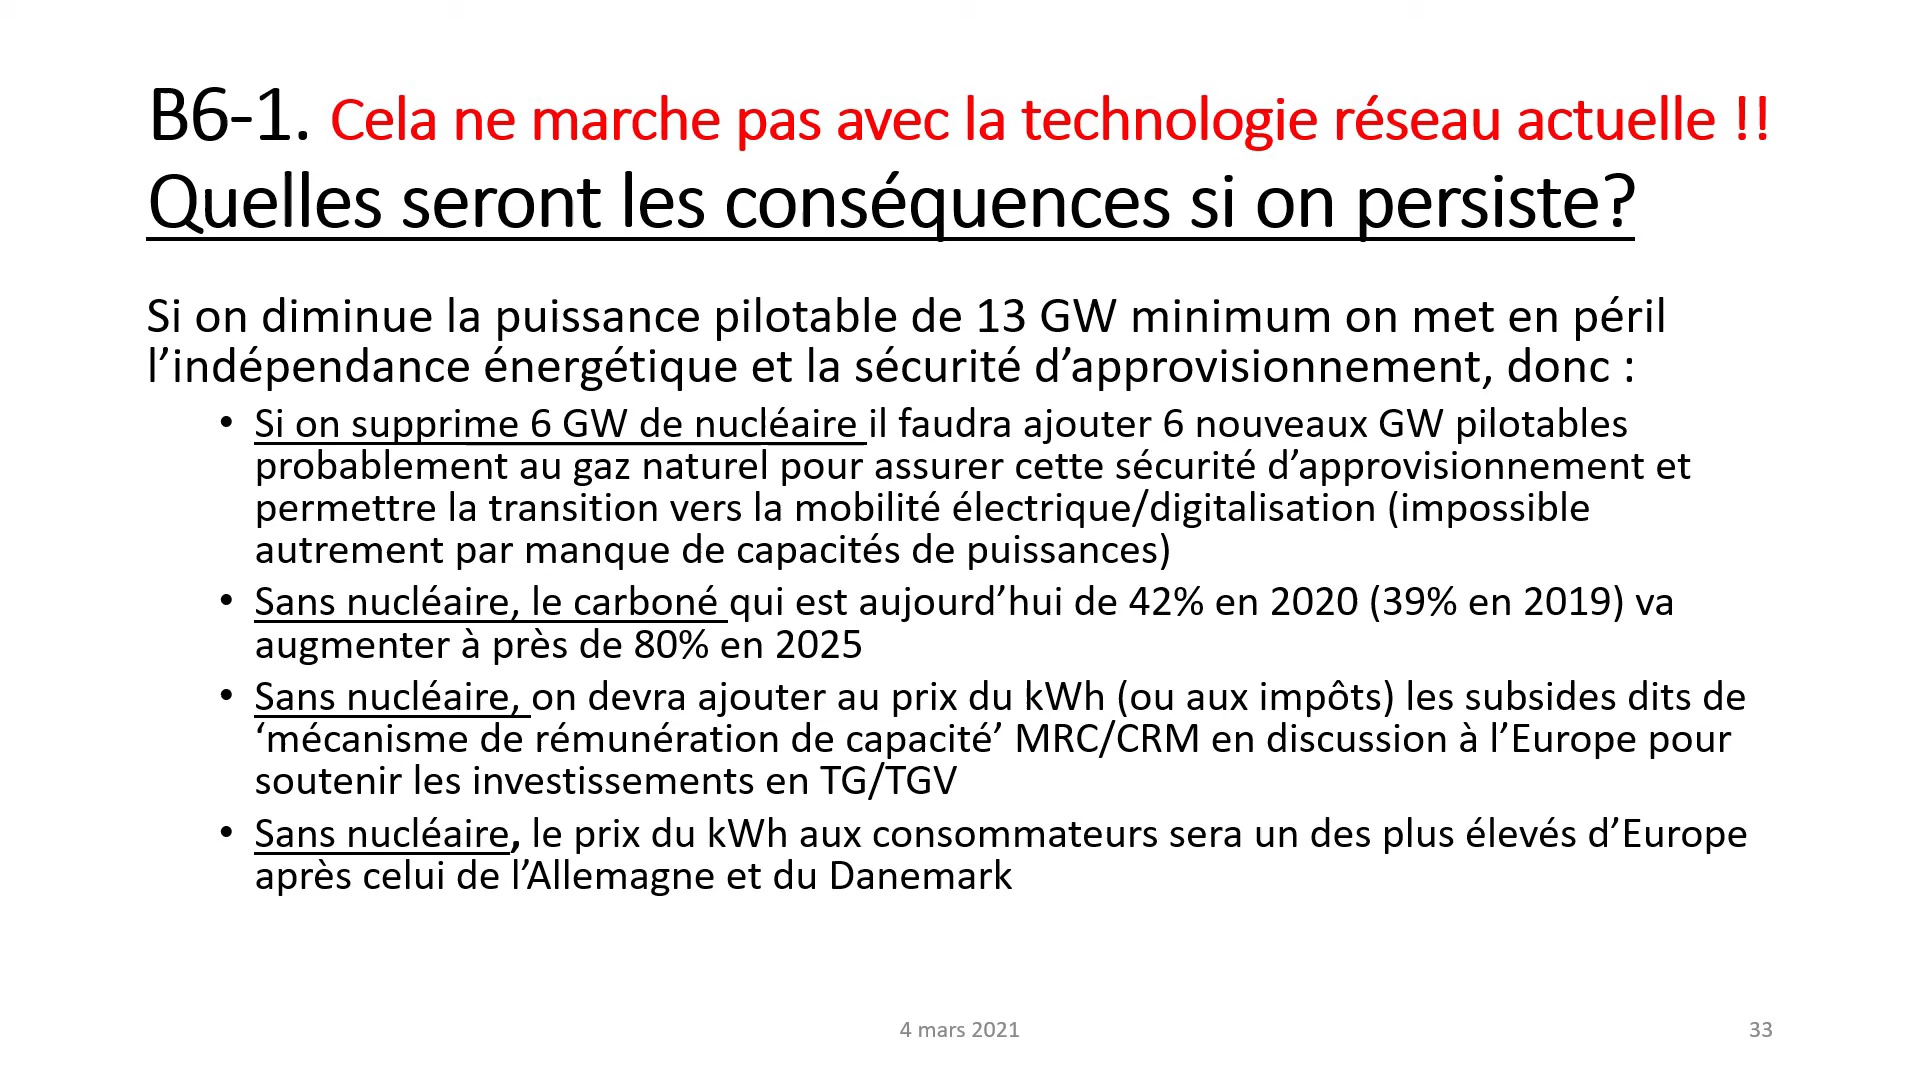 B6-1. Cela ne marche pas avec la technologie réseau actuelle !!
Quelles seront les conséquences si on persiste?
Si on diminue la puissance pilotable de 13 GW minimum on met en péril
l’indépendance énergétique et la sécurité d’approvisionnement, donc :
• Si on supprime 6 GW de nucléaire il faudra ajouter 6 nouveaux GW pilotables
probablement au gaz naturel pour assurer cette sécurité d’approvisionnement et
permettre la transition vers la mobilité électrique/digitalisation (impossible
autrement par manque de capacités de puissances)
• Sans nucléaire, le carboné qui est aujourd’hui de 42% en 2020 (39% en 2019) va
augmenter à près de 80% en 2025
• Sans nucléaire, on devra ajouter au prix du kWh (ou aux impôts) les subsides dits de
‘mécanisme de rémunération de capacité’ MRC/CRM en discussion à l’Europe pour
soutenir les investissements en TG/TGV
• Sans nucléaire, le prix du kWh aux consommateurs sera un des plus élevés d’Europe
après celui de l’Allemagne et du Danemark
4 mars 2021
33